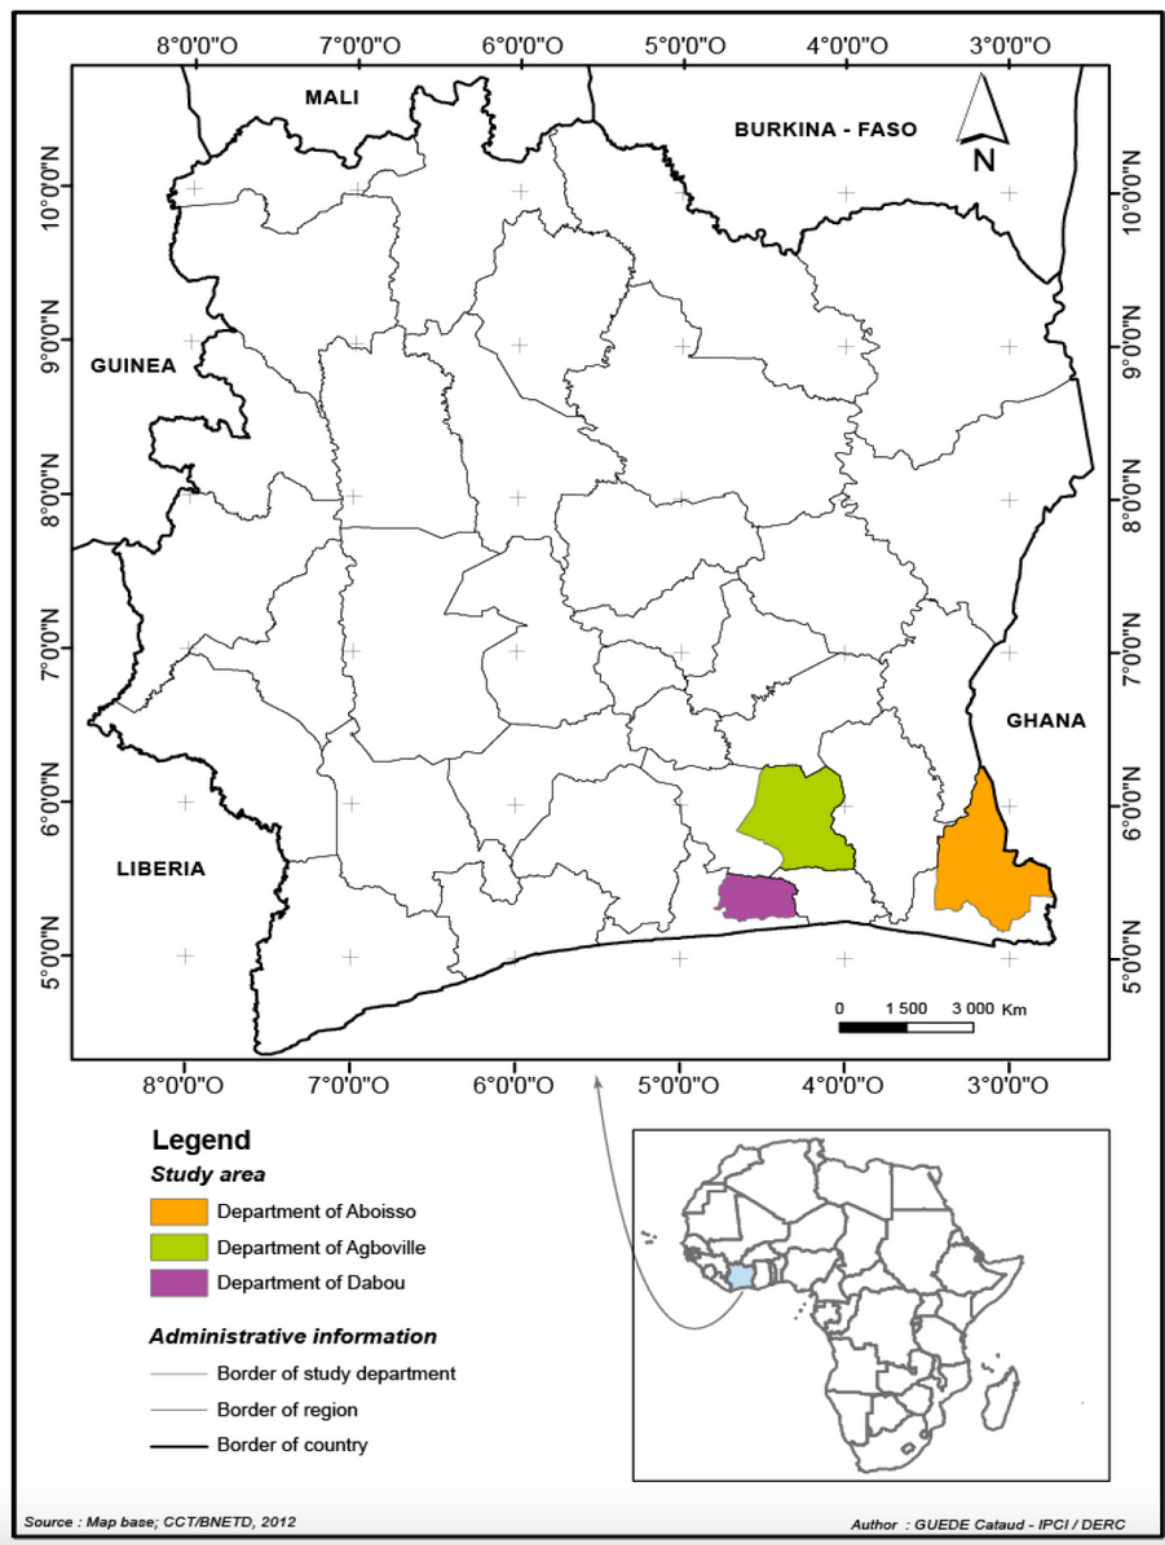 8°0'0"O 7°0'0"O 6°0'0"O 5°0'0"O 4°0'0"O 3°0'0"O
MALI
BURKINA - FASO
N
10°0'0"N 10°0'0"N
9°0'0"N 9°0'0"N
GUINEA
8°0'0"N 8°0'0"N
7°0'0"N 7°0'0"N
GHANA
6°0'0"N 6°0'0"N
LIBERIA
5°0'0"N 5°0'0"N
0 1 500 3 000 Km
8°0'0"O 7°0'0"O 6°0'0"O 5°0'0"O 4°0'0"O 3°0'0"O
Legend
Study area
Department of Aboisso
Department of Agboville
Department of Dabou
Administrative information
Border of study department
Border of region
Border of country
Source : Map base; CCT/BNETD, 2012
Author : GUEDE Cataud - IPCI / DERC